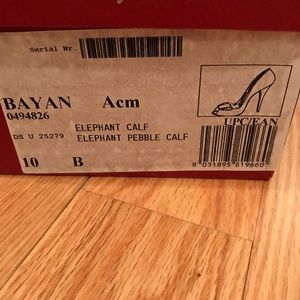 Serial Nr.
BAYAN Acm
0494826
ELEPHANT CALF
DS U 25279 ELEPHANT PEBBLE CALF
UPC/EAN
10 B
8 031895 819660